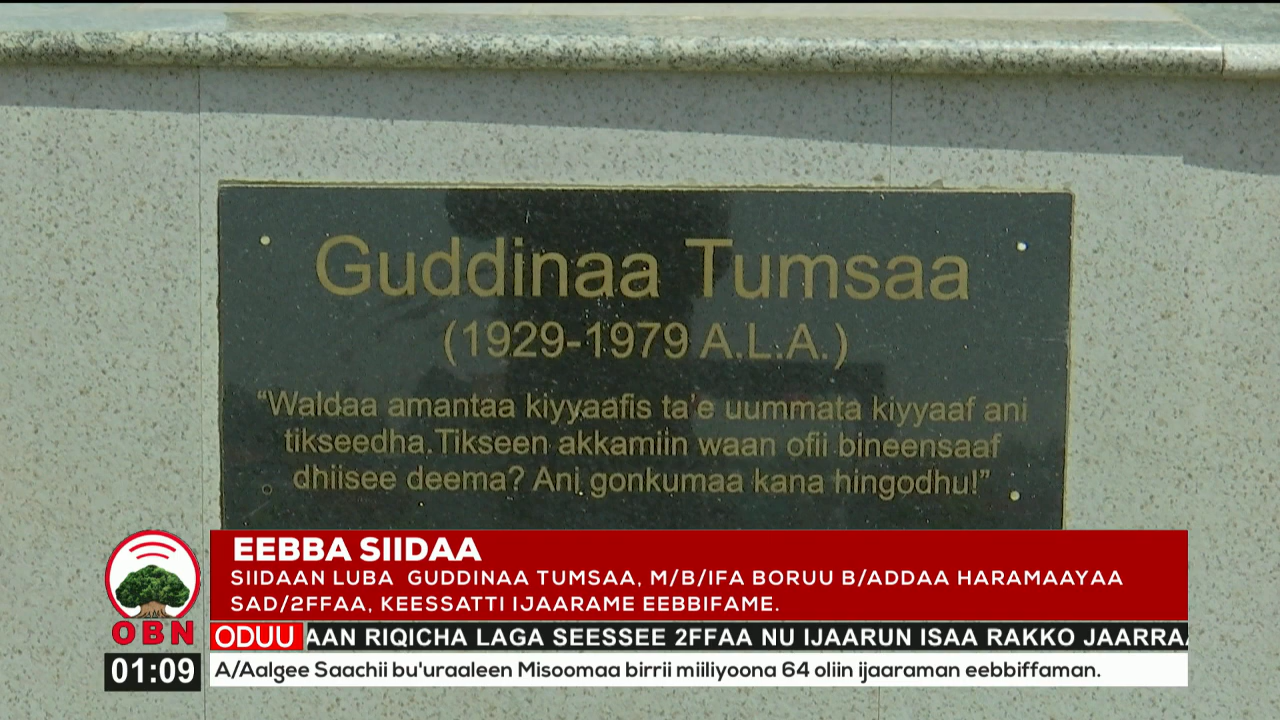 Guddinaa Tumsaa
(1929-1979 A.L.A.)
“Waldaa amantaa kiyyaafis ta’e uummata kiyyaaf ani
tikseedha.Tikseen akkamiin waan ofii bineensaaf
dhiisee deema? Ani gonkumaa kana hingodhu!”
EEBBA SIIDAA
SIIDAAN LUBA GUDDINAA TUMSAA, M/B/IFA BORUU B/ADDAA HARAMAAYAA
SAD/2FFAA, KEESSATTI IJAARAME EEBBIFAME.
OBN
ODUU AAN RIQICHA LAGA SEESSEE 2FFAA NU IJAARUN ISAA RAKKO JAARRAA
01:09 A/Aalgee Saachii bu'uraaleen Misoomaa birrii miiliyoona 64 oliin ijaaraman eebbiffaman.